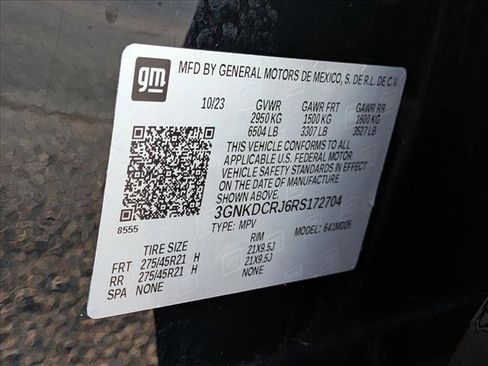 gm MFD BY GENERAL MOTORS DE MEXICO, S. DE R.L. DE C.V.
10/23 GVWR GAWR FRT GAWR RR
2950 KG 1500 KG 1600 KG
6504 LB 3307 LB 3527 LB
THIS VEHICLE CONFORMS TO ALL
APPLICABLE U.S. FEDERAL MOTOR
VEHICLE SAFETY STANDARDS IN EFFECT
ON THE DATE OF MANUFACTURE
SHOWN ABOVE.
3GNKDCRJ6RS172704
8555 TYPE: MPV MODEL: 6A1MD26
TIRE SIZE RIM
FRT 275/45R21 H 21X9.5J
RR 275/45R21 H 21X9.5J
SPA NONE NONE